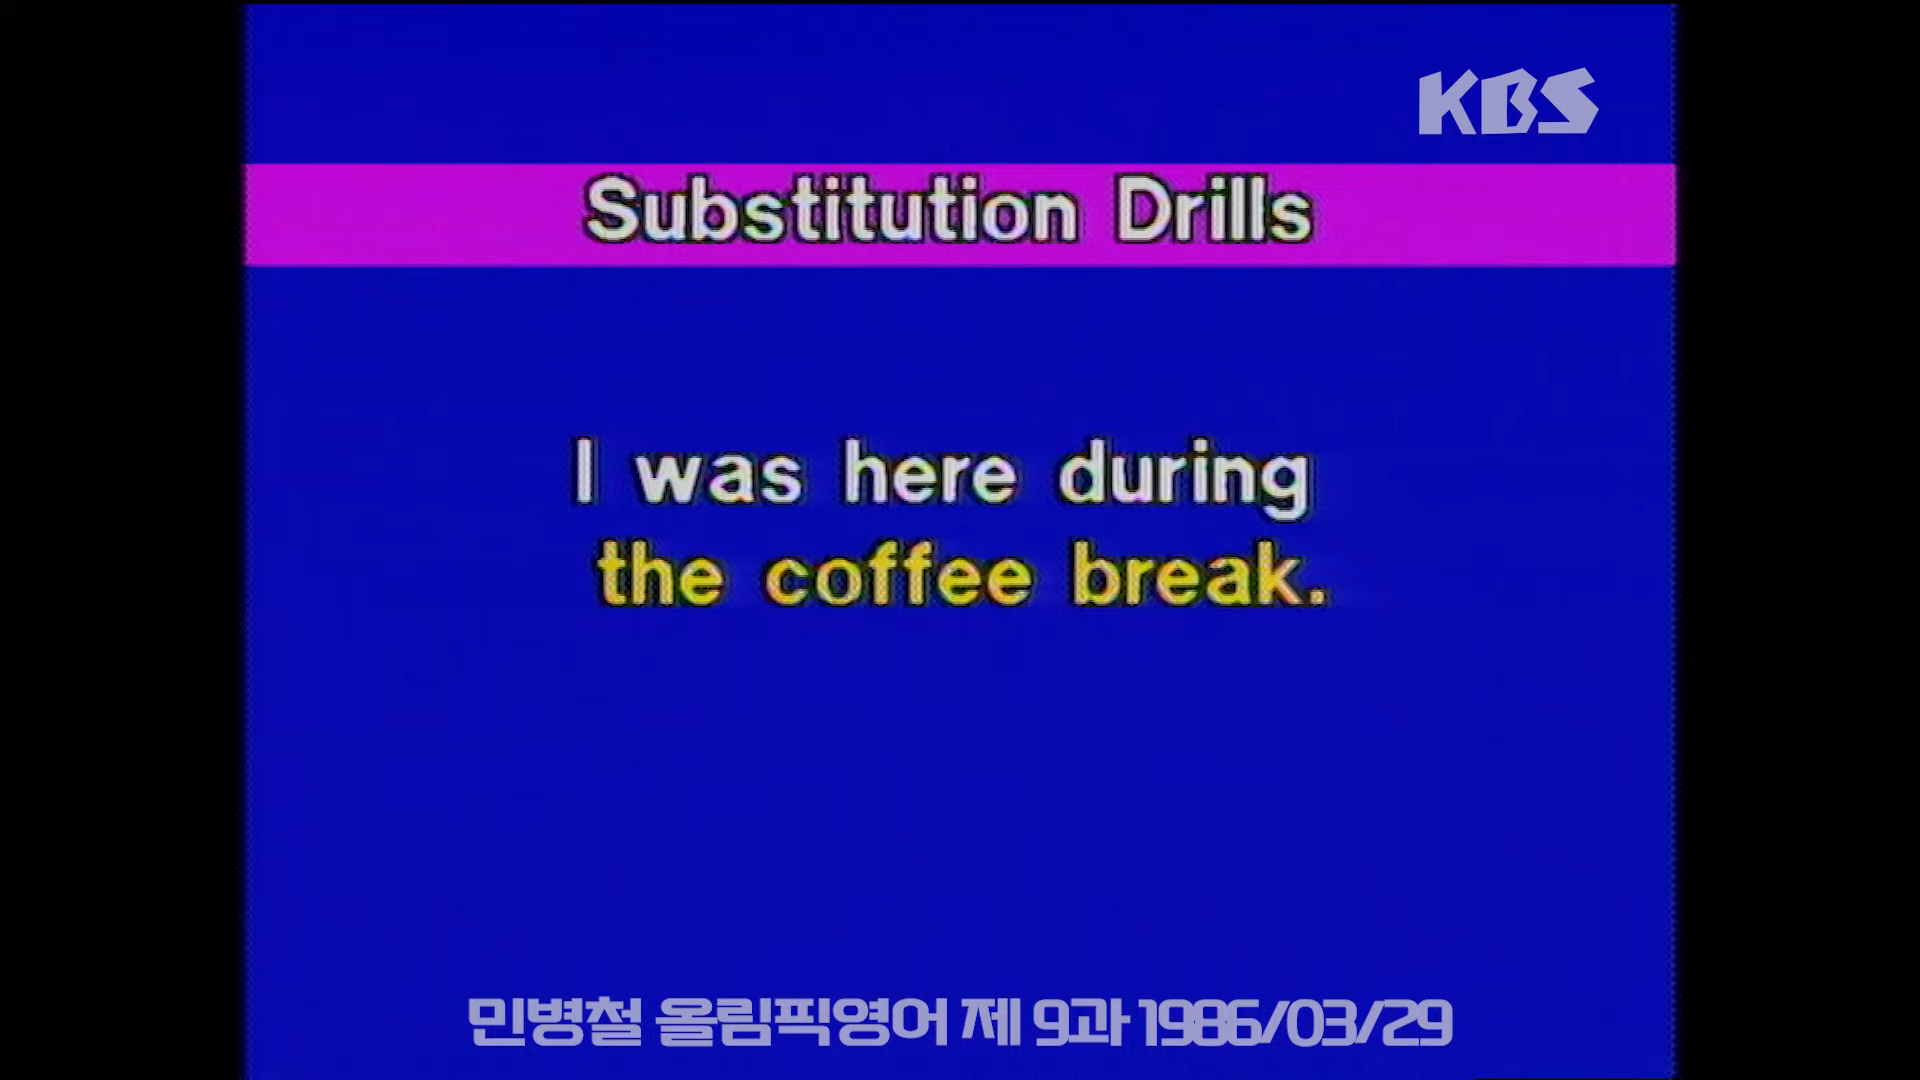 KBS
Substitution Drills
I was here during
the coffee break.
민병철 올림픽영어 제 9과 1986/03/29